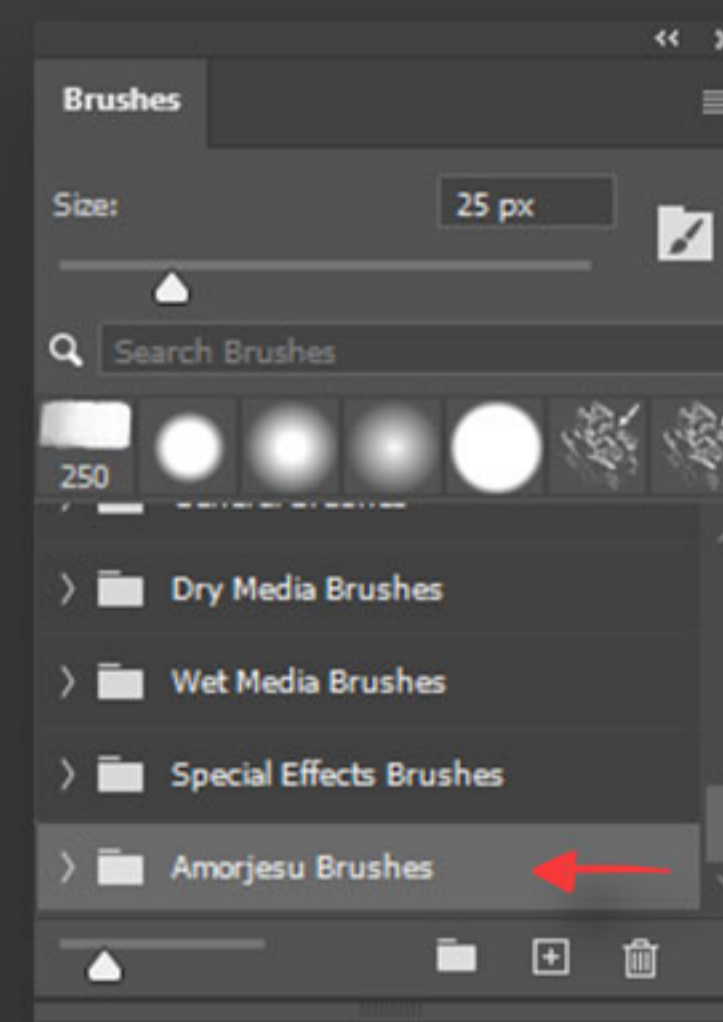 Brushes
Size:
25 px
Search Brushes
250
Dry Media Brushes
Wet Media Brushes
Special Effects Brushes
Amorjesu Brushes